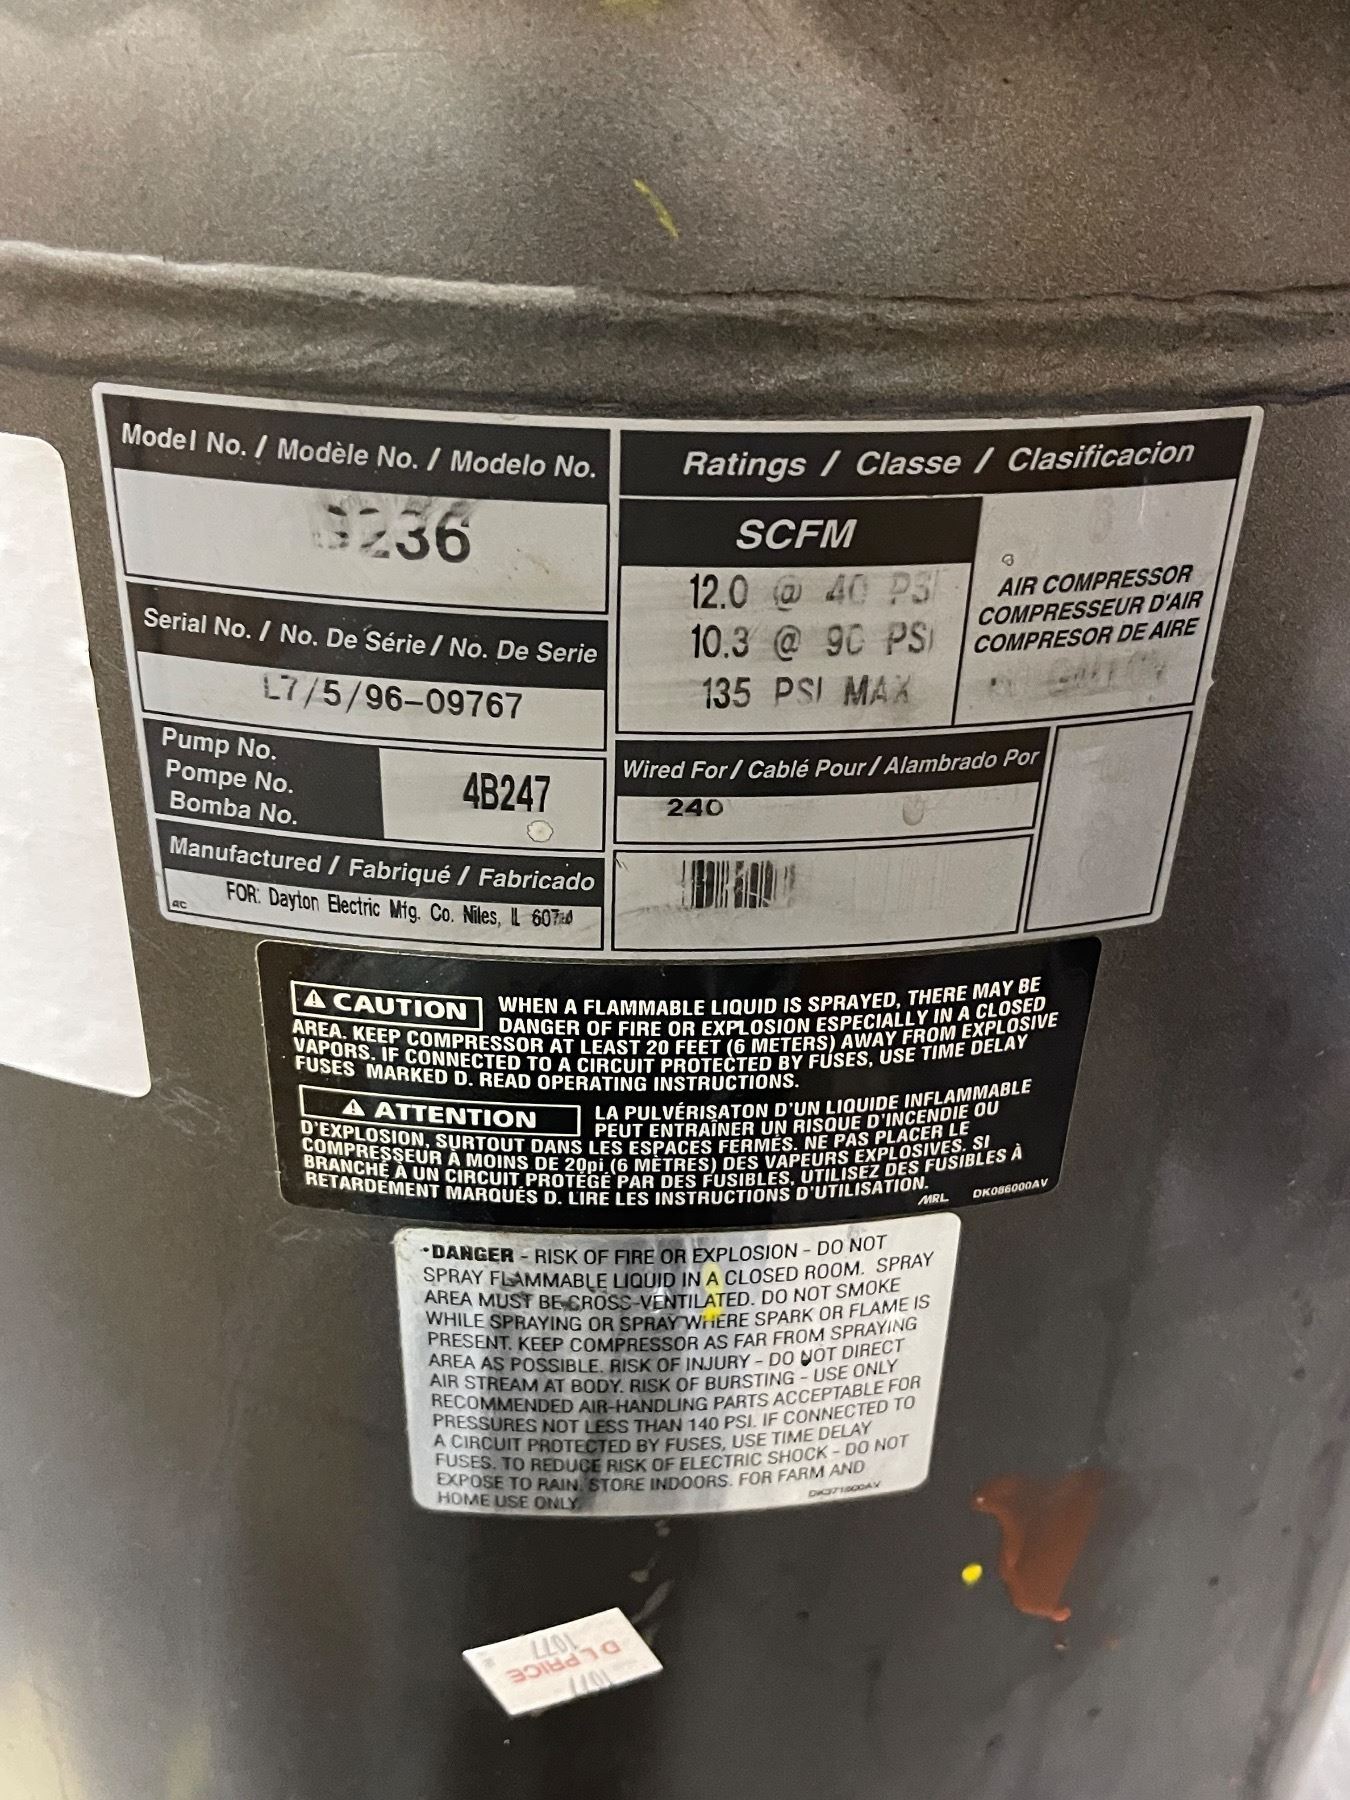 Model No. / Modèle No. / Modelo No.
236
Serial No. / No. De Série / No. De Serie
L7/5/96-09767
Pump No.
Pompe No.
Bomba No.
4B247
Manufactured / Fabriqué / Fabricado
FOR: Dayton Electric Mfg. Co. Niles, IL
Ratings / Classe / Clasificacion
SCFM
12.0 @ 40 PSI
10.3 @ 90 PSI
135 PSI MAX
AIR COMPRESSOR
COMPRESSEUR D'AIR
COMPRESOR DE AIRE
Wired For / Cablé Pour / Alambrado Por
240
CAUTION WHEN A FLAMMABLE LIQUID IS SPRAYED, THERE MAY BE
DANGER OF FIRE OR EXPLOSION ESPECIALLY IN A CLOSED
AREA. KEEP COMPRESSOR AT LEAST 20 FEET (6 METERS) AWAY FROM EXPLOSIVE
VAPORS. IF CONNECTED TO A CIRCUIT PROTECTED BY FUSES, USE TIME DELAY
FUSES MARKED D. READ OPERATING INSTRUCTIONS.
ATTENTION LA PULVÉRISATON D'UN LIQUIDE INFLAMMABLE
PEUT ENTRAÎNER UN RISQUE D'INCENDIE OU
D'EXPLOSION, SURTOUT DANS LES ESPACES FERMÉS. NE PAS PLACER LE
COMPRESSEUR À MOINS DE 20pi (6 MÈTRES) DES VAPEURS EXPLOSIVES. SI
BRANCHÉ À UN CIRCUIT PROTÉGÉ PAR DES FUSIBLES, UTILISEZ DES FUSIBLES À
RETARDEMENT MARQUÉS D. LIRE LES INSTRUCTIONS D'UTILISATION.
MRL DK086000AV
·DANGER - RISK OF FIRE OR EXPLOSION - DO NOT
SPRAY FLAMMABLE LIQUID IN A CLOSED ROOM. SPRAY
AREA MUST BE CROSS-VENTILATED. DO NOT SMOKE
WHILE SPRAYING OR SPRAY WHERE SPARK OR FLAME IS
PRESENT. KEEP COMPRESSOR AS FAR FROM SPRAYING
AREA AS POSSIBLE. RISK OF INJURY - DO NOT DIRECT
AIR STREAM AT BODY. RISK OF BURSTING - USE ONLY
RECOMMENDED AIR-HANDLING PARTS ACCEPTABLE FOR
PRESSURES NOT LESS THAN 140 PSI. IF CONNECTED TO
A CIRCUIT PROTECTED BY FUSES, USE TIME DELAY
FUSES. TO REDUCE RISK OF ELECTRIC SHOCK - DO NOT
EXPOSE TO RAIN. STORE INDOORS. FOR FARM AND
HOME USE ONLY.
D L PRICE
1077
1077